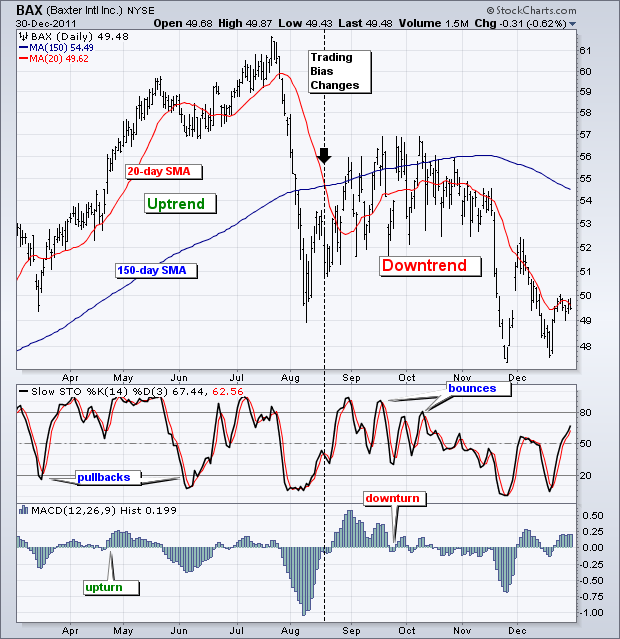 BAX (Baxter Intl Inc.) NYSE
© StockCharts.com
30-Dec-2011
Open 49.68 High 49.87 Low 49.43 Last 49.48 Volume 1.5M Chg -0.31 (-0.62%)
BAX (Daily) 49.48
MA(150) 54.49
MA(20) 49.62
Trading
Bias
Changes
20-day SMA
Uptrend
150-day SMA
Downtrend
61
60
59
58
57
56
55
54
53
52
51
50
49
48
Apr May Jun Jul Aug Sep Oct Nov Dec
Slow STO %K(14) %D(3) 67.44, 62.56
bounces
pullbacks
80
50
20
MACD(12,26,9) Hist 0.199
downturn
upturn
0.50
0.25
0.00
-0.25
-0.50
-0.75
-1.00
Apr May Jun Jul Aug Sep Oct Nov Dec